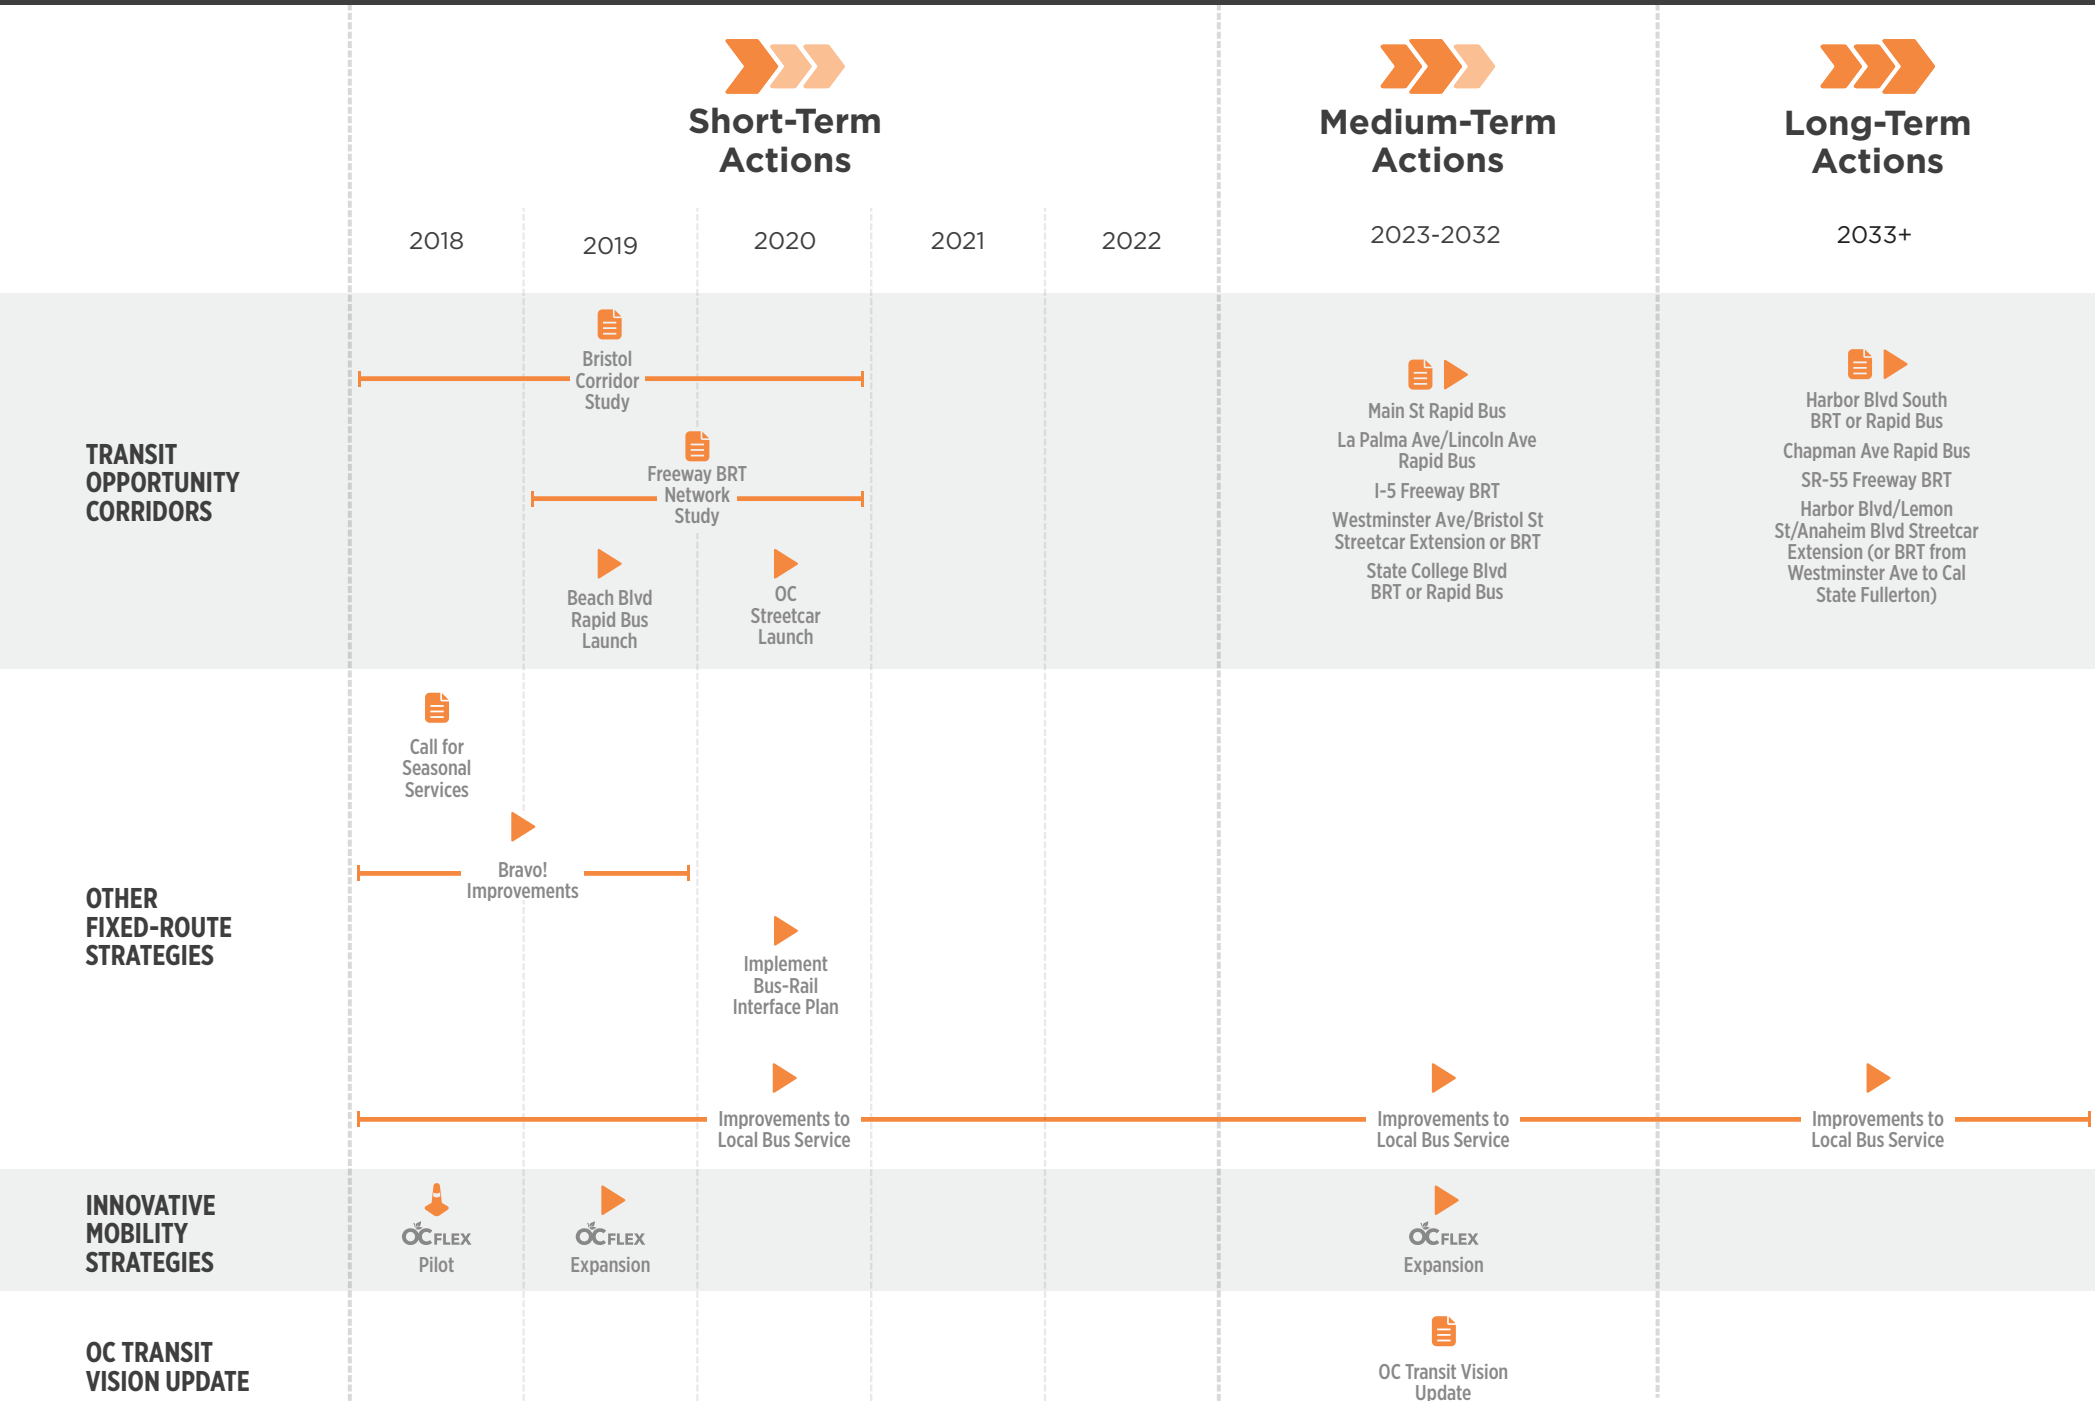 Short-Term
Actions
Medium-Term
Actions
Long-Term
Actions
2018
2019
2020
2021
2022
2023-2032
2033+
TRANSIT
OPPORTUNITY
CORRIDORS
Bristol
Corridor
Study
Freeway BRT
Network
Study
Beach Blvd
Rapid Bus
Launch
OC
Streetcar
Launch
Main St Rapid Bus
La Palma Ave/Lincoln Ave
Rapid Bus
I-5 Freeway BRT
Westminster Ave/Bristol St
Streetcar Extension or BRT
State College Blvd
BRT or Rapid Bus
Harbor Blvd South
BRT or Rapid Bus
Chapman Ave Rapid Bus
SR-55 Freeway BRT
Harbor Blvd/Lemon
St/Anaheim Blvd Streetcar
Extension (or BRT from
Westminster Ave to Cal
State Fullerton)
OTHER
FIXED-ROUTE
STRATEGIES
Call for
Seasonal
Services
Bravo!
Improvements
Implement
Bus-Rail
Interface Plan
Improvements to
Local Bus Service
Improvements to
Local Bus Service
Improvements to
Local Bus Service
INNOVATIVE
MOBILITY
STRATEGIES
OC FLEX
Pilot
OC FLEX
Expansion
OC FLEX
Expansion
OC TRANSIT
VISION UPDATE
OC Transit Vision
Update